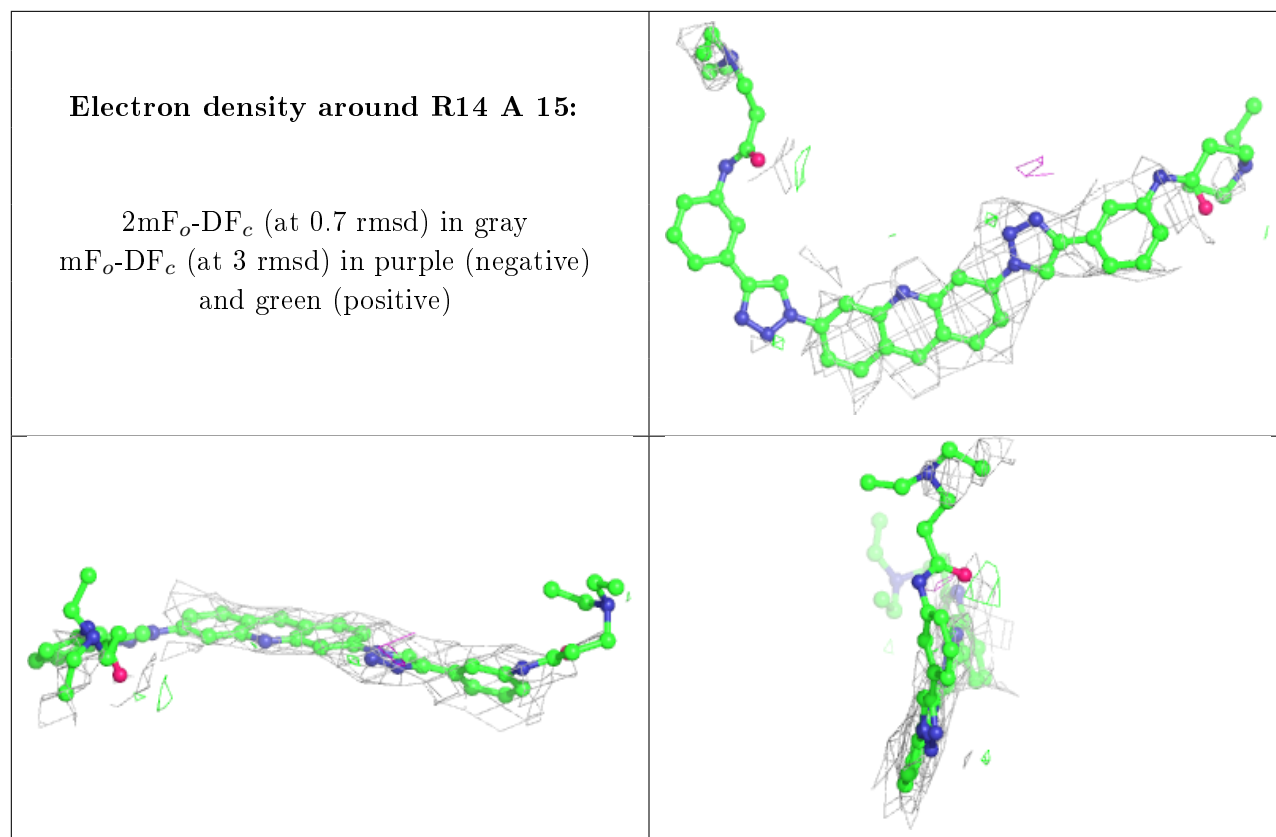 Electron density around R14 A 15:
2mFo-DFc (at 0.7 rmsd) in gray
mFo-DFc (at 3 rmsd) in purple (negative)
and green (positive)